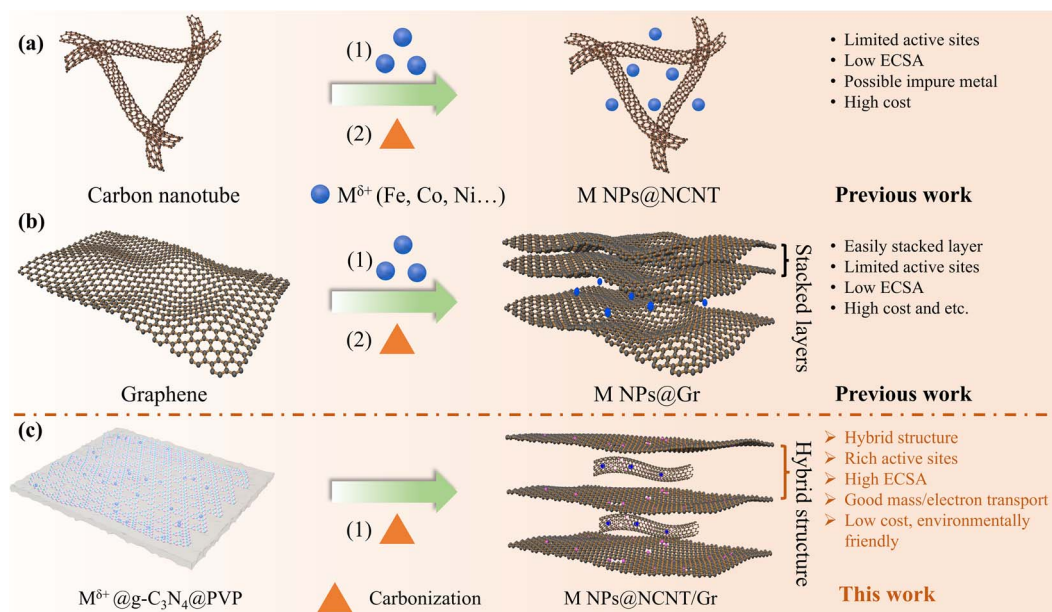 (a)
(1)
(2)
Carbon nanotube
M^δ+ (Fe, Co, Ni…)
M NPs@NCNT
• Limited active sites
• Low ECSA
• Possible impure metal
• High cost
Previous work
(b)
(1)
(2)
Graphene
M NPs@Gr
Stacked layers
• Easily stacked layer
• Limited active sites
• Low ECSA
• High cost and etc.
Previous work
(c)
(1)
M^δ+@g-C₃N₄@PVP
Carbonization
M NPs@NCNT/Gr
Hybrid structure
➢ Hybrid structure
➢ Rich active sites
➢ High ECSA
➢ Good mass/electron transport
➢ Low cost, environmentally
friendly
This work